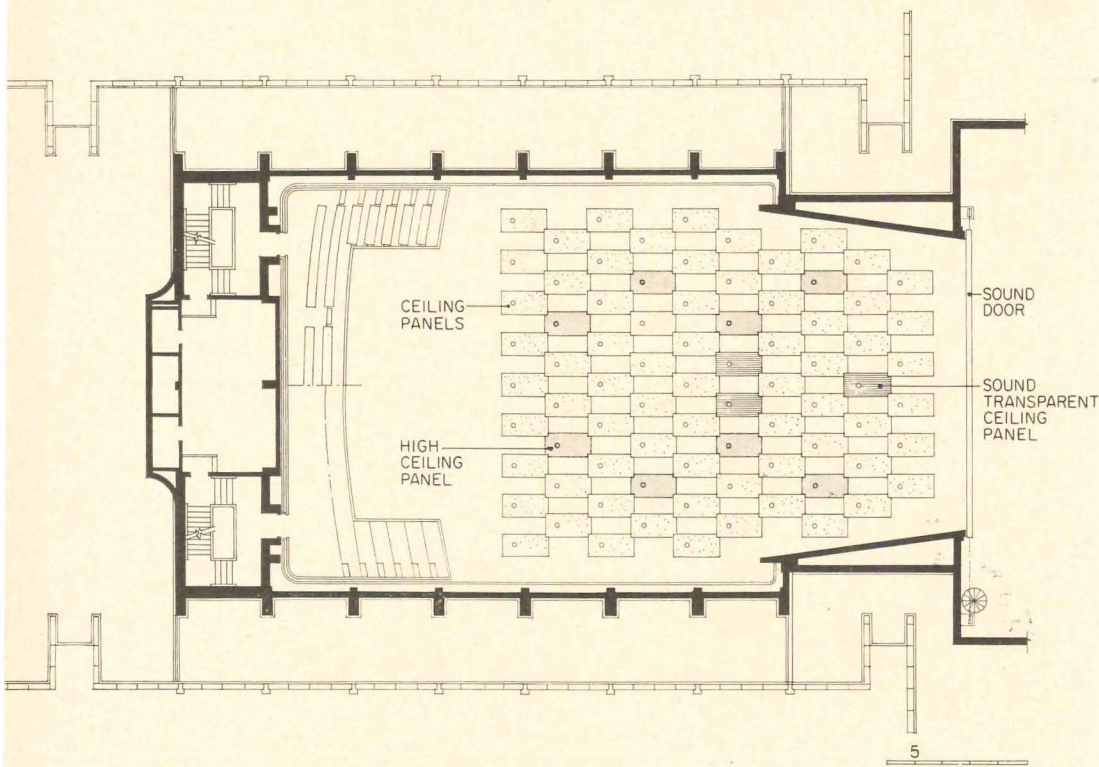 CEILING
PANELS
HIGH
CEILING
PANEL
SOUND
DOOR
SOUND
TRANSPARENT
CEILING
PANEL
5